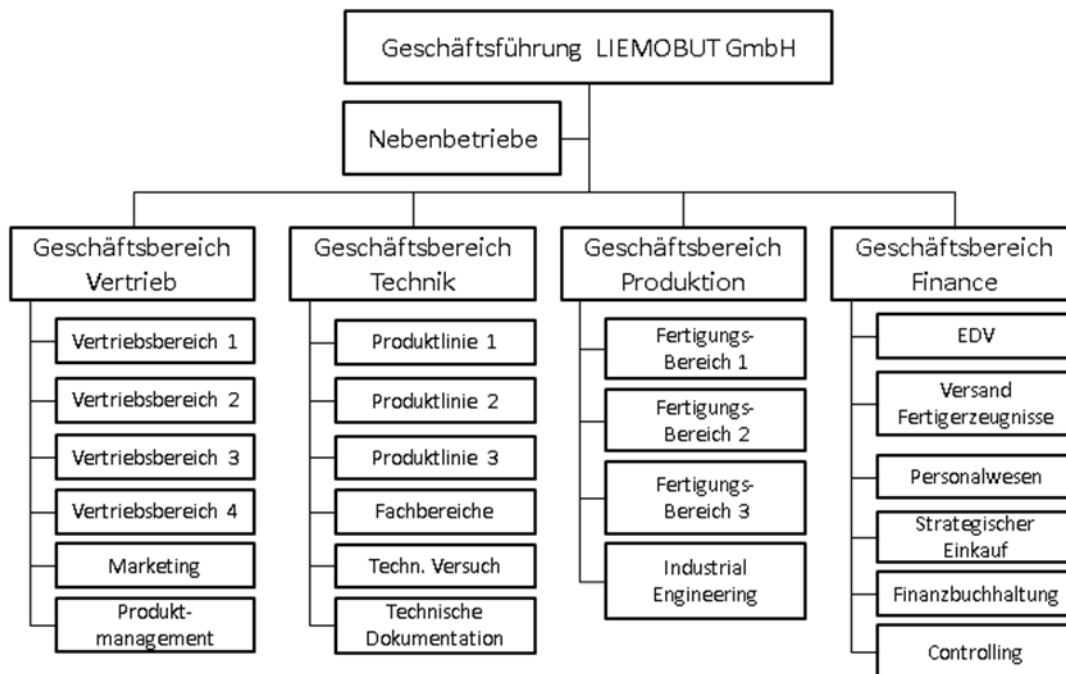 Geschäftsführung LIEMOBUT GmbH
Nebenbetriebe
Geschäftsbereich
Vertrieb
Vertriebsbereich 1
Vertriebsbereich 2
Vertriebsbereich 3
Vertriebsbereich 4
Marketing
Produkt-
management
Geschäftsbereich
Technik
Produktlinie 1
Produktlinie 2
Produktlinie 3
Fachbereiche
Techn. Versuch
Technische
Dokumentation
Geschäftsbereich
Produktion
Fertigungs-
Bereich 1
Fertigungs-
Bereich 2
Fertigungs-
Bereich 3
Industrial
Engineering
Geschäftsbereich
Finance
EDV
Versand
Fertigerzeugnisse
Personalwesen
Strategischer
Einkauf
Finanzbuchhaltung
Controlling